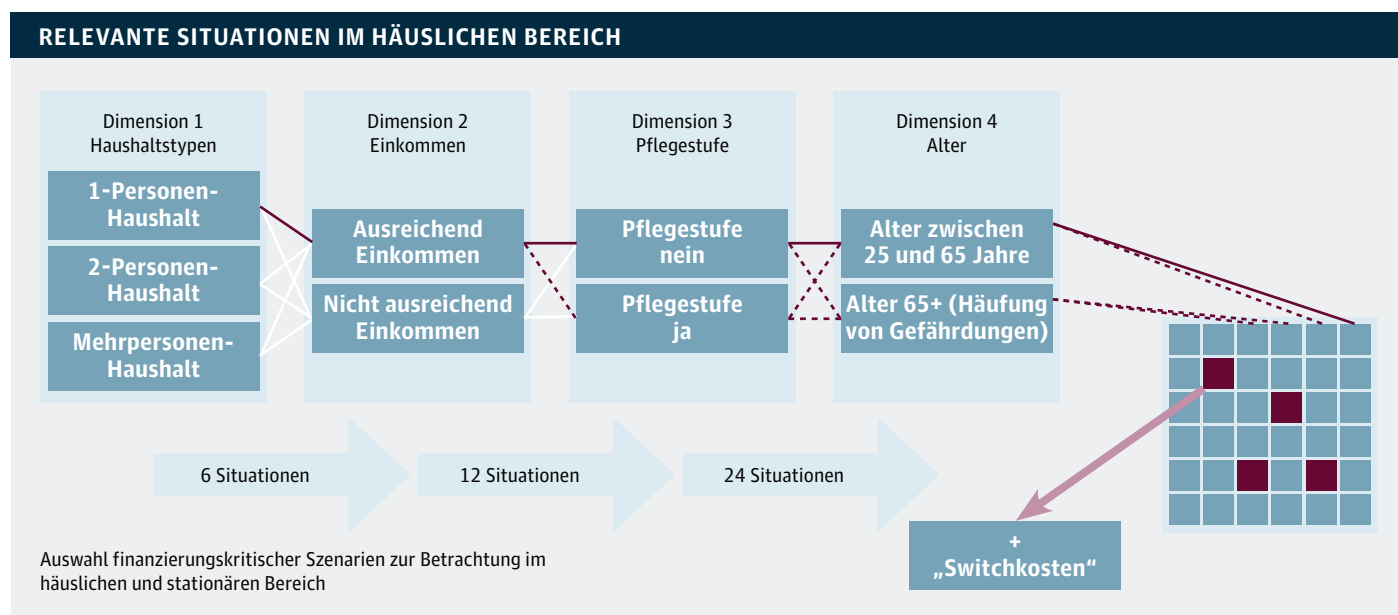 RELEVANTE SITUATIONEN IM HÄUSLICHEN BEREICH
Dimension 1
Haushaltstypen
1-Personen-
Haushalt
2-Personen-
Haushalt
Mehrpersonen-
Haushalt
Dimension 2
Einkommen
Ausreichend
Einkommen
Nicht ausreichend
Einkommen
Dimension 3
Pflegestufe
Pflegestufe
nein
Pflegestufe
ja
Dimension 4
Alter
Alter zwischen
25 und 65 Jahre
Alter 65+ (Häufung
von Gefährdungen)
6 Situationen
12 Situationen
24 Situationen
+
„Switchkosten“
Auswahl finanzierungskritischer Szenarien zur Betrachtung im
häuslichen und stationären Bereich